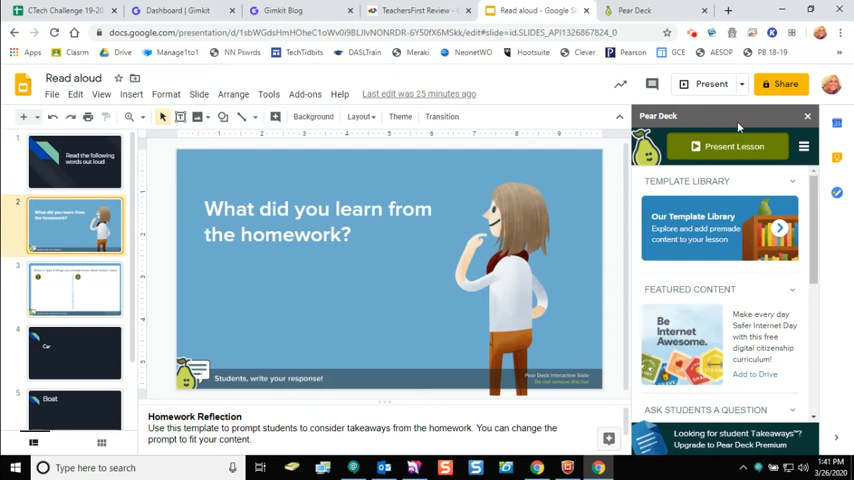 CTech Challenge 19-20
Dashboard | Gimkit
Gimkit Blog
TeachersFirst Review - C
Read aloud - Google S
Pear Deck
docs.google.com/presentation/d/1sbWGdsHmOheC1oWv0i9BLJlvNONRDR-6Y50fX6MSkk/edit#slide=id.SLIDES_API1326867824_0
Apps
Clasrm
Drive
Manage1to1
NN Pswrds
TechTidbits
DASLTrain
Meraki
NeonetWO
Hootsuite
Clever
Pearson
GCE
AESOP
PB 18-19
Read aloud
File Edit View Insert Format Slide Arrange Tools Add-ons Help
Last edit was 25 minutes ago
Present
Share
Background
Layout
Theme
Transition
Pear Deck
Present Lesson
TEMPLATE LIBRARY
Our Template Library
Explore and add premade
content to your lesson
FEATURED CONTENT
Be
Internet
Awesome.
Make every day
Safer Internet Day
with this free
digital citizenship
curriculum!
Add to Drive
ASK STUDENTS A QUESTION
Looking for student Takeaways™?
Upgrade to Pear Deck Premium
1
Read the following
words out loud
2
What did you learn from
the homework?
3
4
Car
5
Boat
What did you learn from
the homework?
Students, write your response!
Pear Deck Interactive Slide
Do not remove this bar
Homework Reflection
Use this template to prompt students to consider takeaways from the homework. You can change the
prompt to fit your content.
Type here to search
1:41 PM
3/26/2020